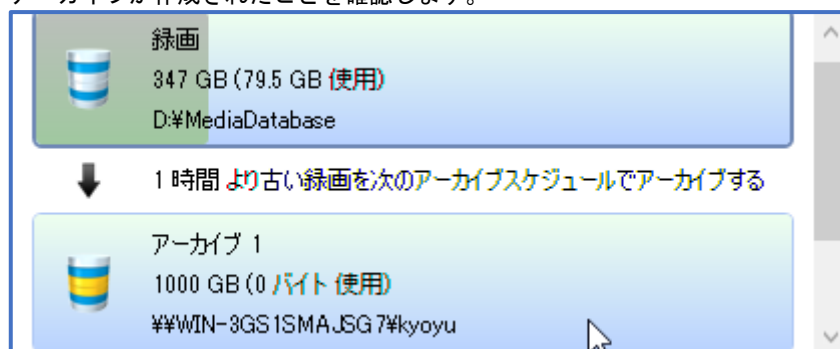 アーカイブが作成されたことを確認します。
録画
347 GB (79.5 GB 使用)
D:¥MediaDatabase
1 時間 より古い録画を次のアーカイブスケジュールでアーカイブする
アーカイブ 1
1000 GB (0 バイト 使用)
¥¥WIN-3GS1SMAJSG7¥kyoyu